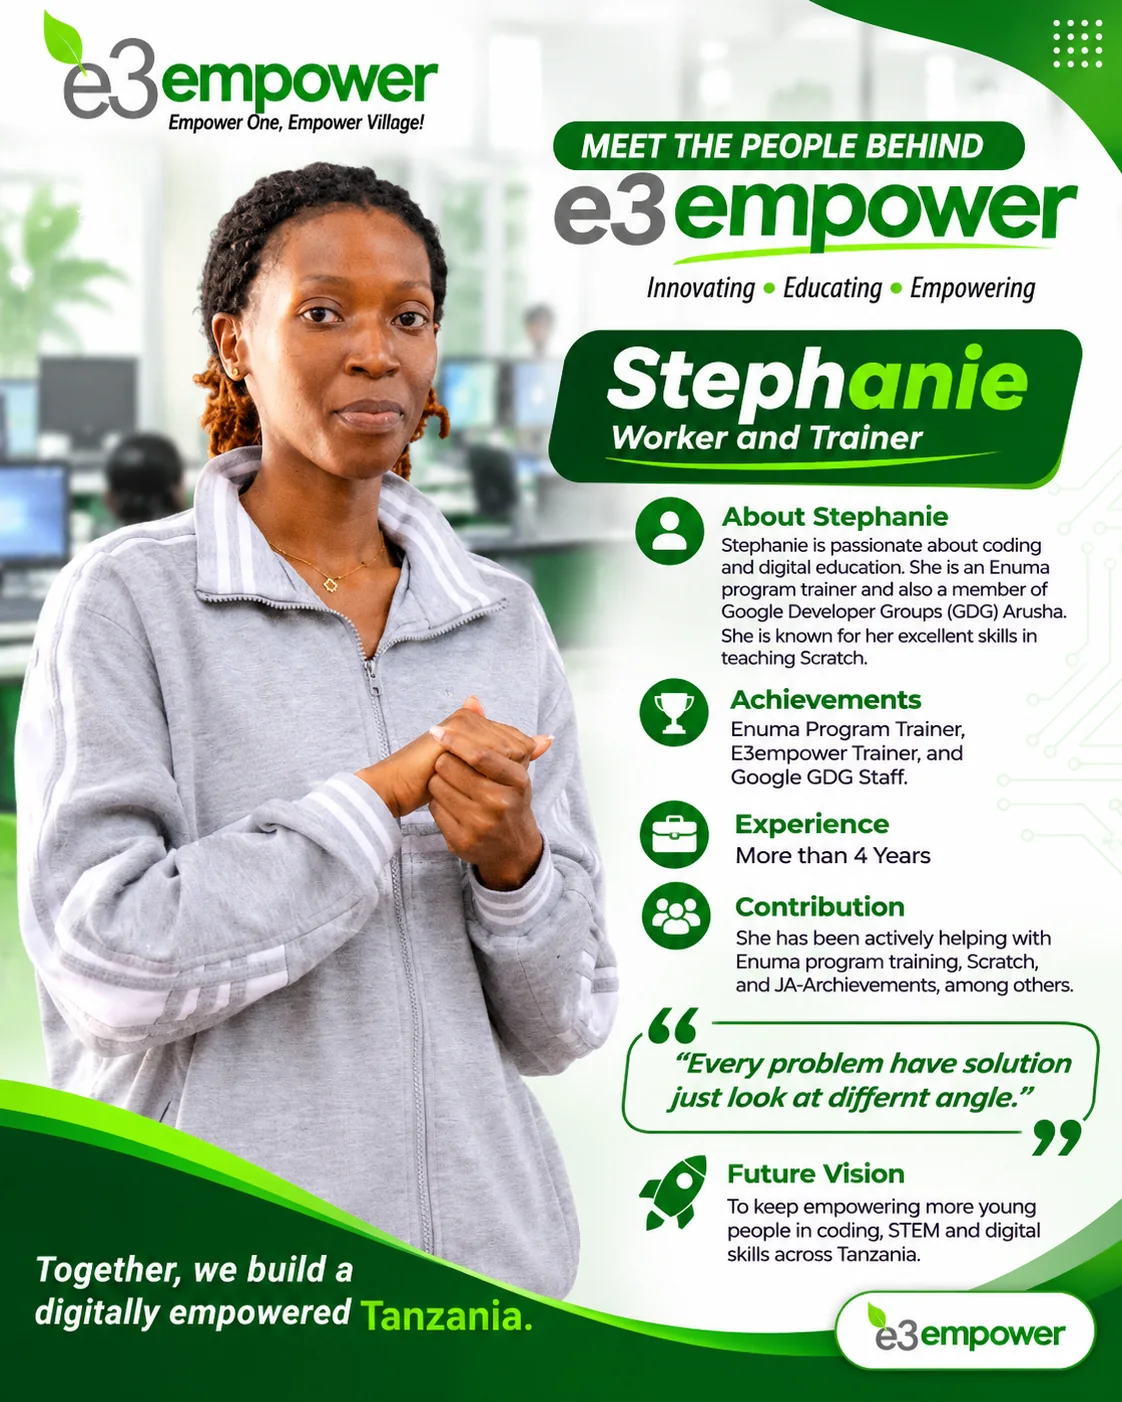 e3empower
Empower One, Empower Village!
MEET THE PEOPLE BEHIND
e3empower
Innovating • Educating • Empowering
Stephanie
Worker and Trainer
About Stephanie
Stephanie is passionate about coding
and digital education. She is an Enuma
program trainer and also a member of
Google Developer Groups (GDG) Arusha.
She is known for her excellent skills in
teaching Scratch.
Achievements
Enuma Program Trainer,
E3empower Trainer, and
Google GDG Staff.
Experience
More than 4 Years
Contribution
She has been actively helping with
Enuma program training, Scratch,
and JA-Archievements, among others.
“Every problem have solution
just look at differnt angle.”
Future Vision
To keep empowering more young
people in coding, STEM and digital
skills across Tanzania.
Together, we build a
digitally empowered Tanzania.
e3empower